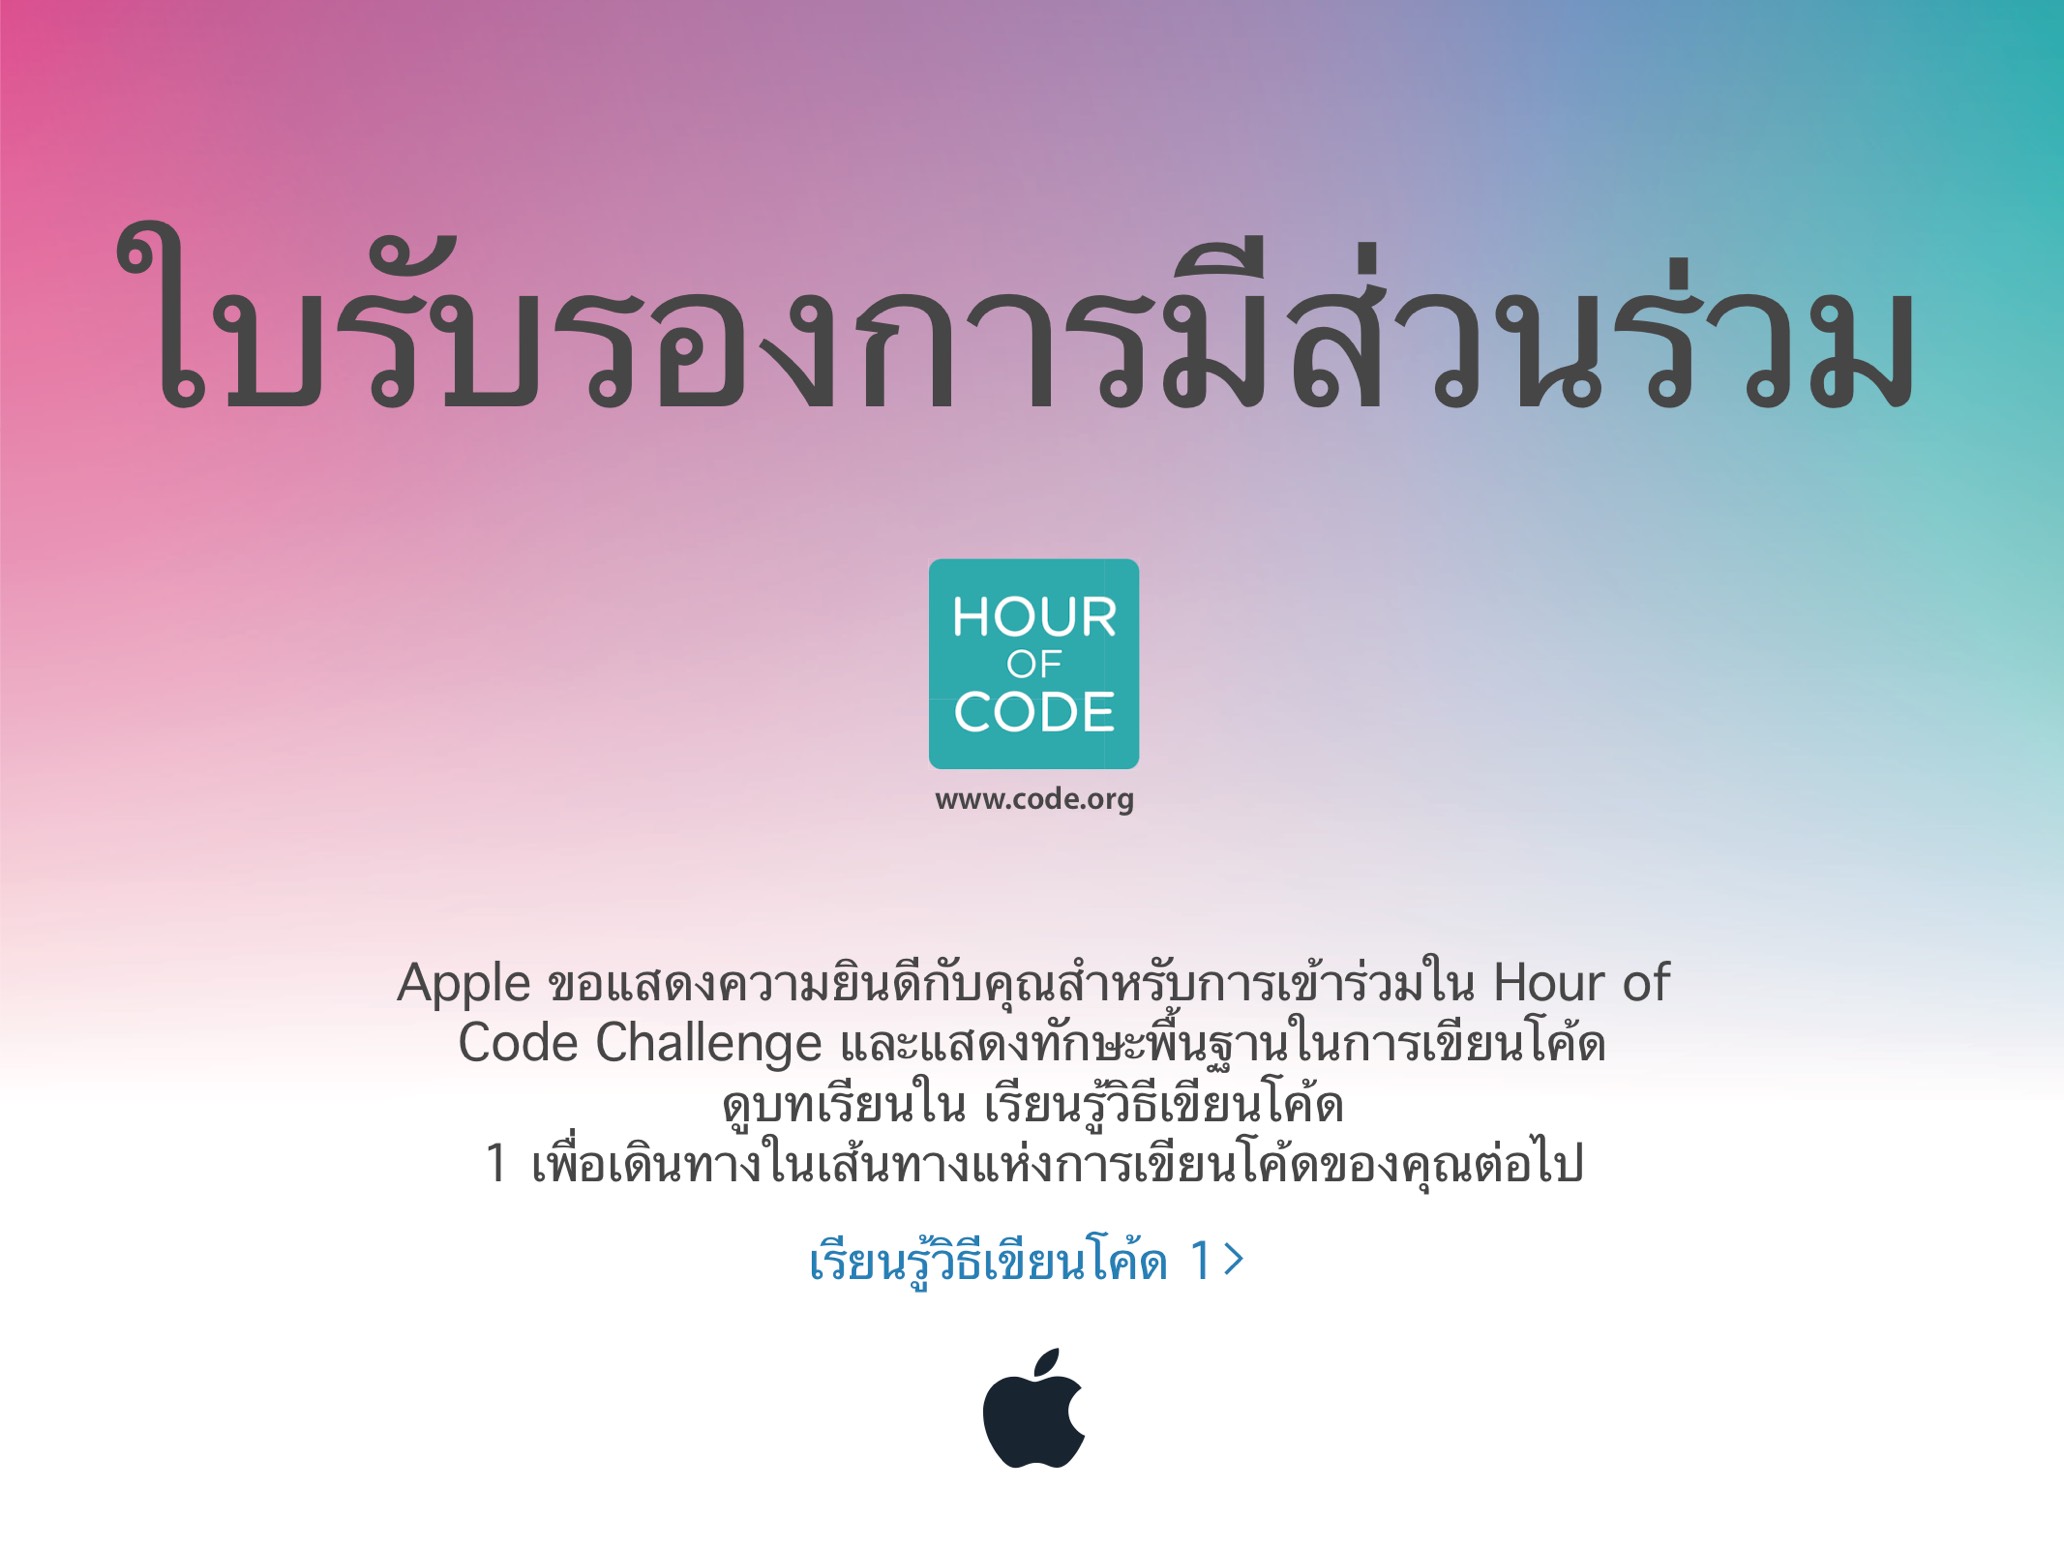 ใบรับรองการมีส่วนร่วม
HOUR
OF
CODE
www.code.org
Apple ขอแสดงความยินดีกับคุณสำหรับการเข้าร่วมใน Hour of
Code Challenge และแสดงทักษะพื้นฐานในการเขียนโค้ด
ดูบทเรียนใน เรียนรู้วิธีเขียนโค้ด
1 เพื่อเดินทางในเส้นทางแห่งการเขียนโค้ดของคุณต่อไป
เรียนรู้วิธีเขียนโค้ด 1>